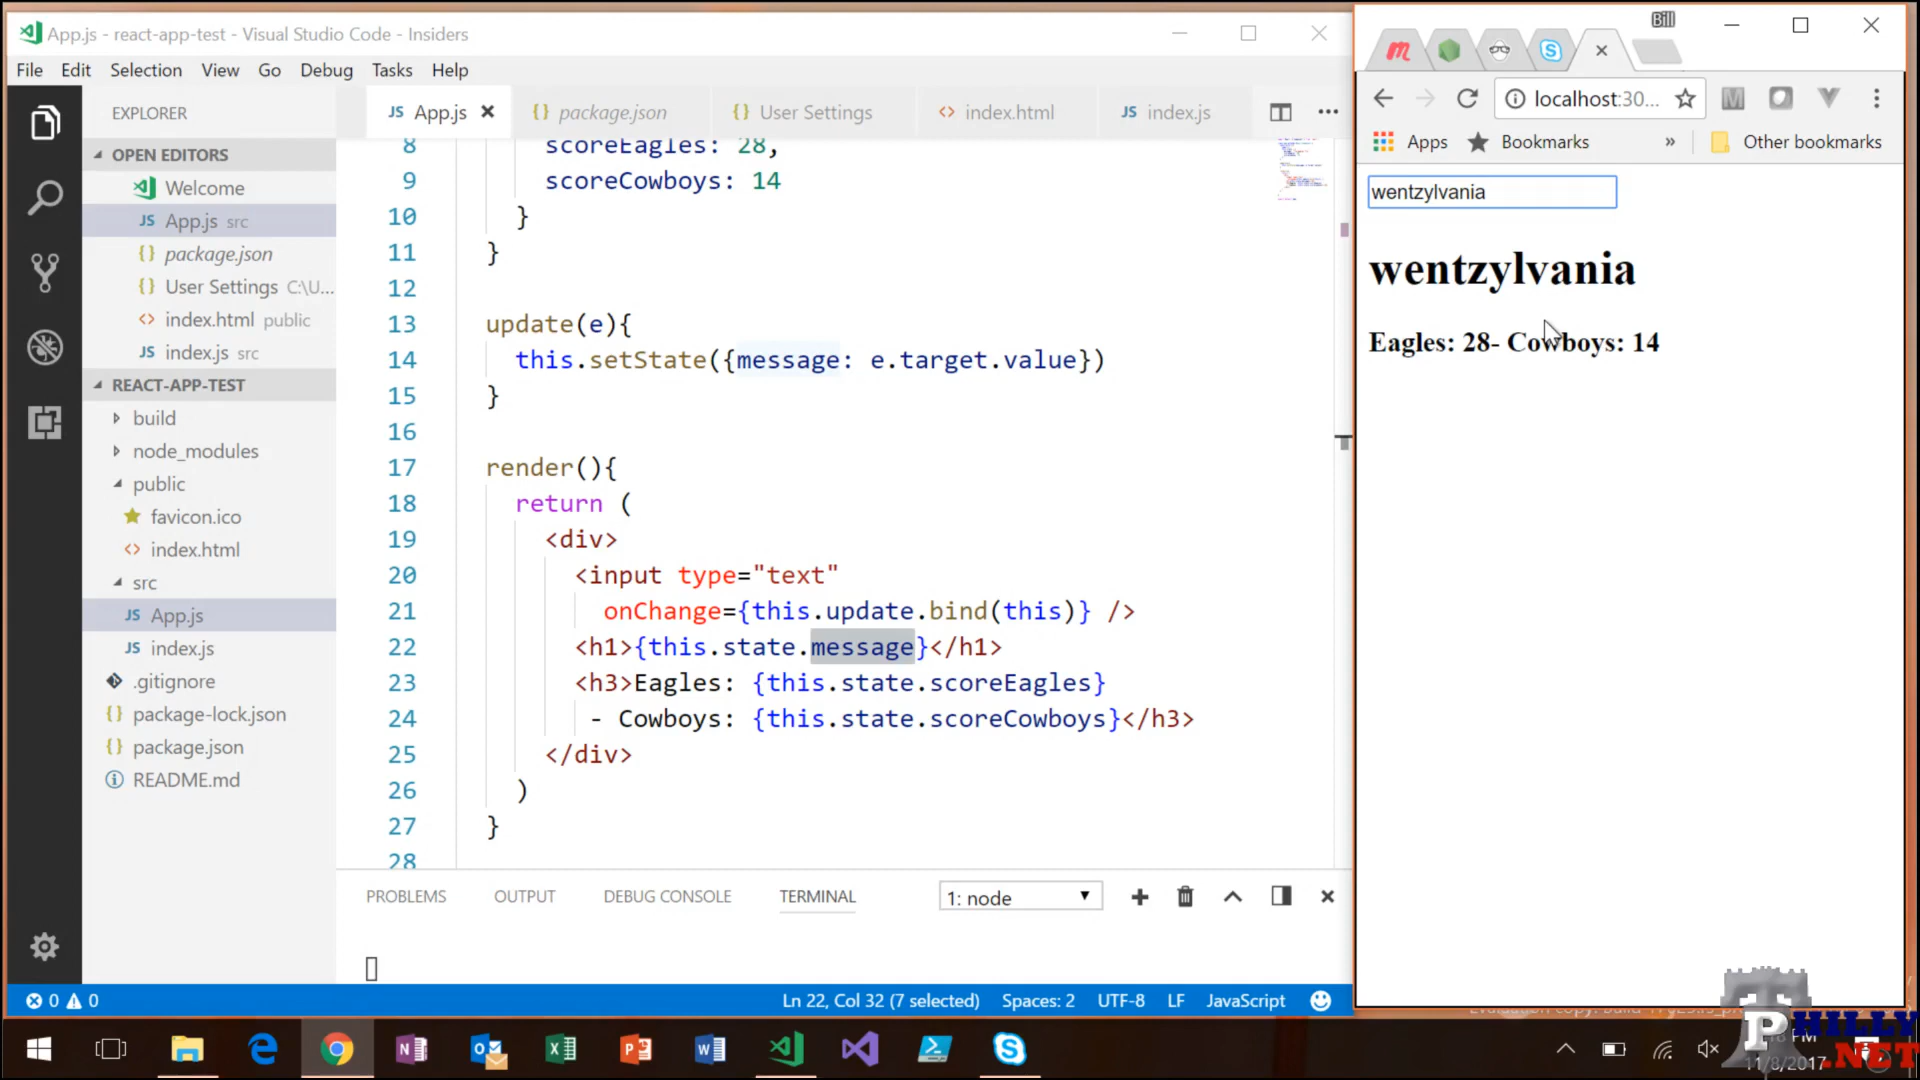 App.js - react-app-test - Visual Studio Code - Insiders
File Edit Selection View Go Debug Tasks Help
EXPLORER
OPEN EDITORS
Welcome
App.js src
package.json
User Settings C:\U...
index.html public
index.js src
REACT-APP-TEST
build
node_modules
public
favicon.ico
index.html
src
App.js
index.js
.gitignore
package-lock.json
package.json
README.md
App.js package.json User Settings index.html index.js
8 scoreEagles: 28,
9 scoreCowboys: 14
10 }
11 }
12
13 update(e){
14 this.setState({message: e.target.value})
15 }
16
17 render(){
18 return (
19 <div>
20 <input type="text"
21 onChange={this.update.bind(this)} />
22 <h1>{this.state.message}</h1>
23 <h3>Eagles: {this.state.scoreEagles}
24 - Cowboys: {this.state.scoreCowboys}</h3>
25 </div>
26 )
27 }
28
PROBLEMS OUTPUT DEBUG CONSOLE TERMINAL 1: node
0 0 Ln 22, Col 32 (7 selected) Spaces: 2 UTF-8 LF JavaScript
Bill
localhost:30...
Apps Bookmarks » Other bookmarks
wentzylvania
wentzylvania
Eagles: 28- Cowboys: 14
PHILLY
.NET
11/8/2017